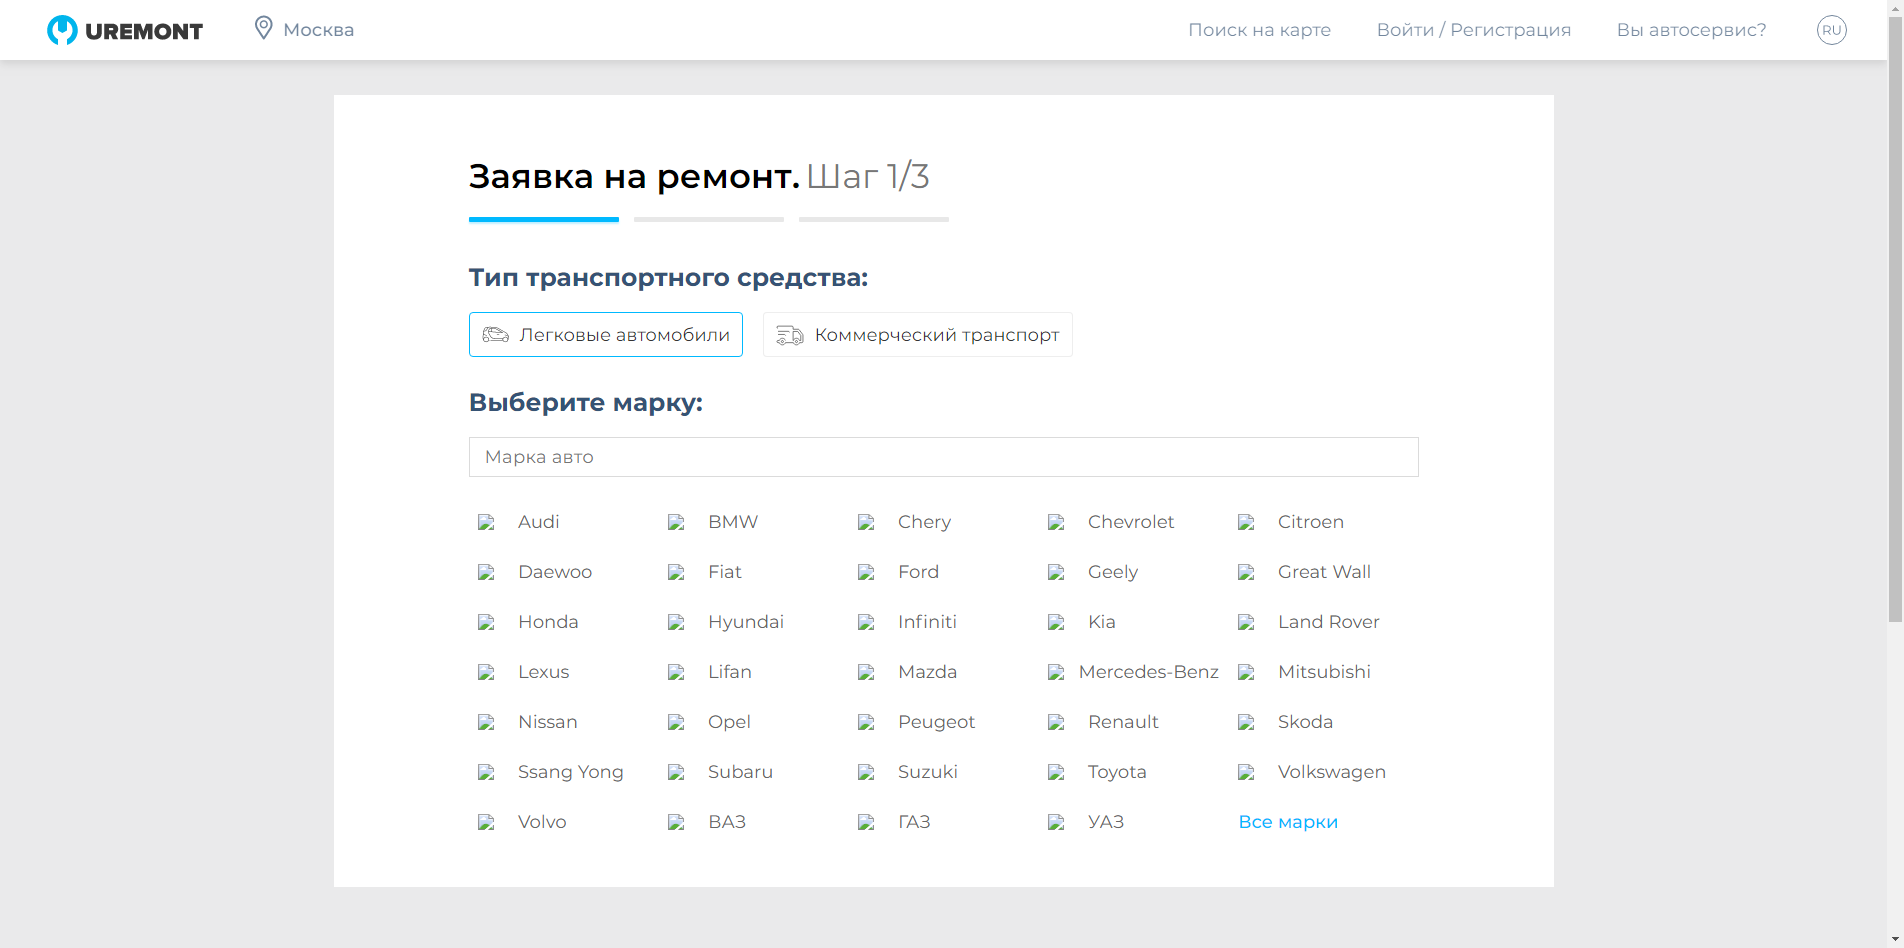 UREMONT Москва Поиск на карте Войти / Регистрация Вы автосервис? RU
Заявка на ремонт. Шаг 1/3
Тип транспортного средства:
Легковые автомобили Коммерческий транспорт
Выберите марку:
Марка авто
Audi BMW Chery Chevrolet Citroen
Daewoo Fiat Ford Geely Great Wall
Honda Hyundai Infiniti Kia Land Rover
Lexus Lifan Mazda Mercedes-Benz Mitsubishi
Nissan Opel Peugeot Renault Skoda
Ssang Yong Subaru Suzuki Toyota Volkswagen
Volvo ВАЗ ГАЗ УАЗ Все марки